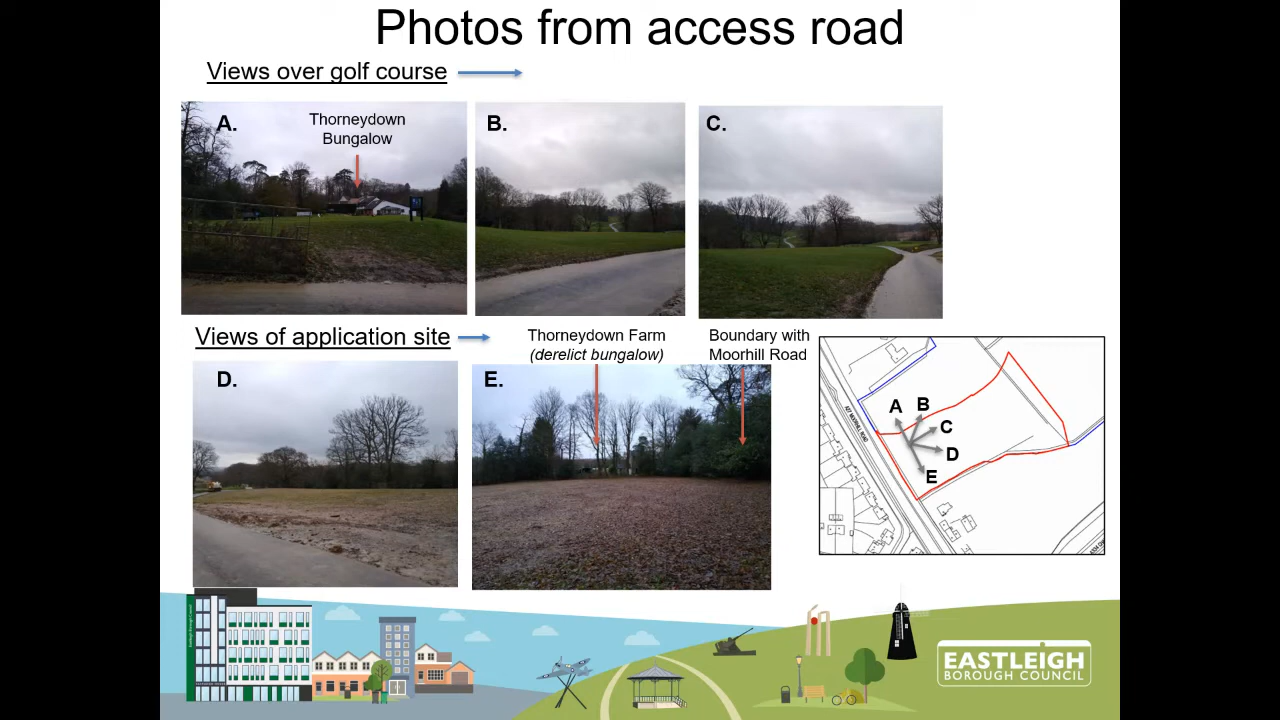 Photos from access road
Views over golf course
A.
Thorneydown
Bungalow
B.
C.
Views of application site
Thorneydown Farm
(derelict bungalow)
Boundary with
Moorhill Road
D.
E.
A
B
C
D
E
EASTLEIGH
BOROUGH COUNCIL